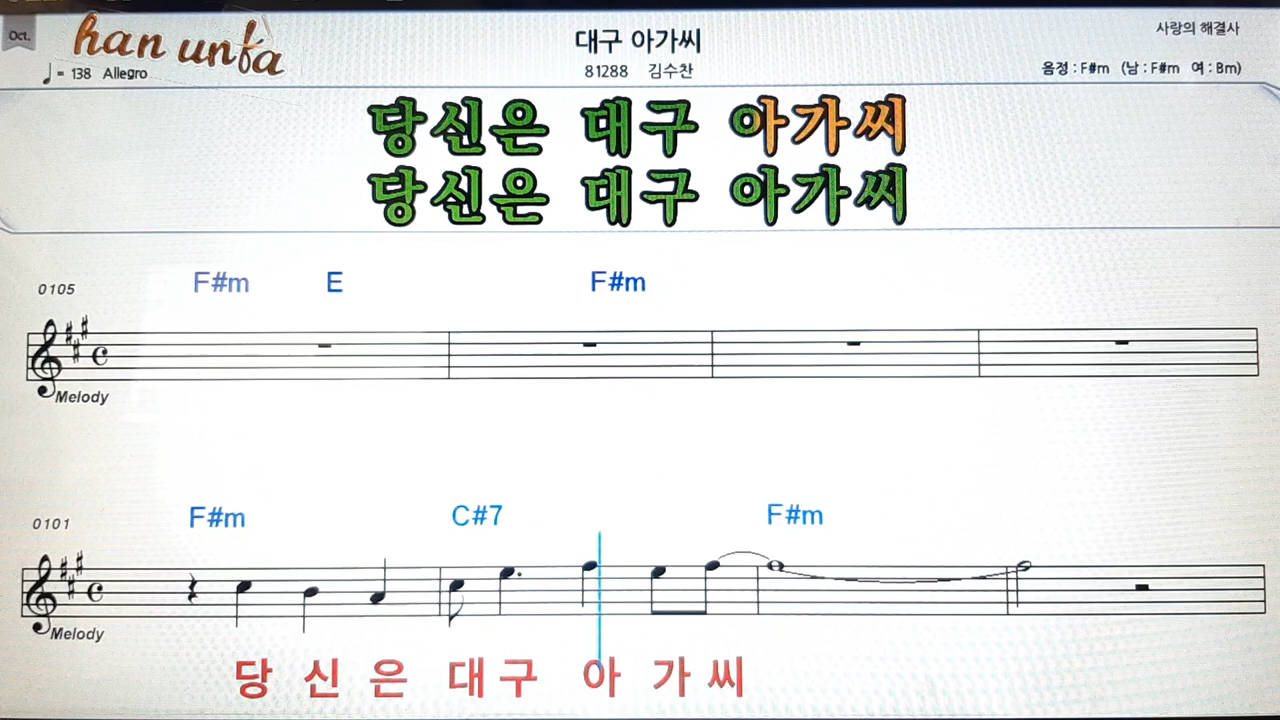 Oct.
han unfa
♩= 138 Allegro
대구 아가씨
81288 김수찬
사랑의 해결사
음정 : F#m (남 : F#m 여 : Bm)
당신은 대구 아가씨
당신은 대구 아가씨
F#m E F#m
0105
Melody
F#m C#7 F#m
0101
Melody
당 신 은 대 구 아 가 씨